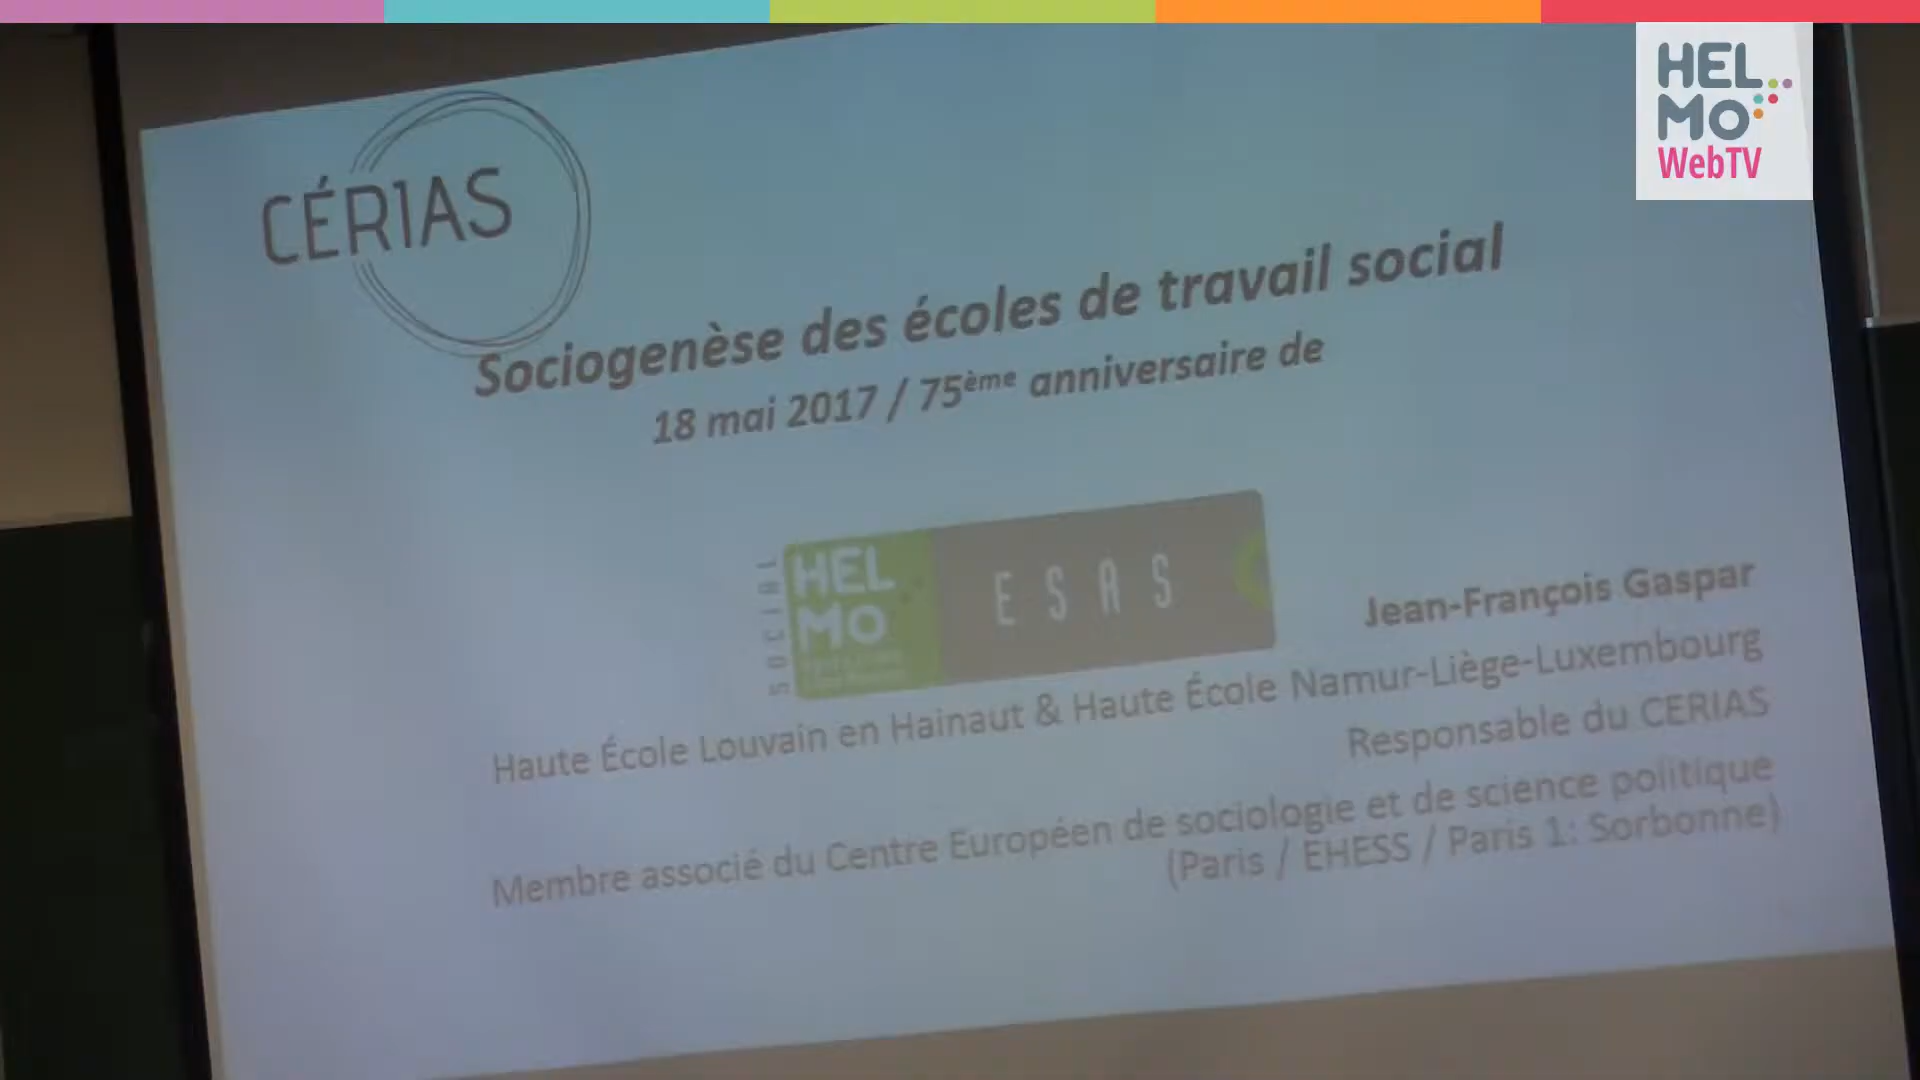 HEL
MO
WebTV
CÉRIAS
Sociogenèse des écoles de travail social
18 mai 2017 / 75ème anniversaire de
SOCIAL
HEL
MO
ESAS
Jean-François Gaspar
Haute École Louvain en Hainaut & Haute École Namur-Liège-Luxembourg
Responsable du CERIAS
Membre associé du Centre Européen de sociologie et de science politique
(Paris / EHESS / Paris 1: Sorbonne)